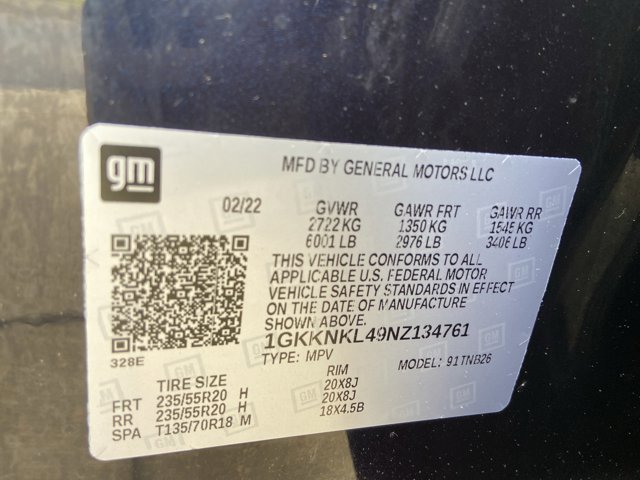 gm
MFD BY GENERAL MOTORS LLC
02/22 GVWR GAWR FRT GAWR RR
2722 KG 1350 KG 1545 KG
6001 LB 2976 LB 3406 LB
THIS VEHICLE CONFORMS TO ALL
APPLICABLE U.S. FEDERAL MOTOR
VEHICLE SAFETY STANDARDS IN EFFECT
ON THE DATE OF MANUFACTURE
SHOWN ABOVE.
1GKKNKL49NZ134761
328E TYPE: MPV MODEL: 91TNB26
TIRE SIZE RIM
FRT 235/55R20 H 20X8J
RR 235/55R20 H 20X8J
SPA T135/70R18 M 18X4.5B